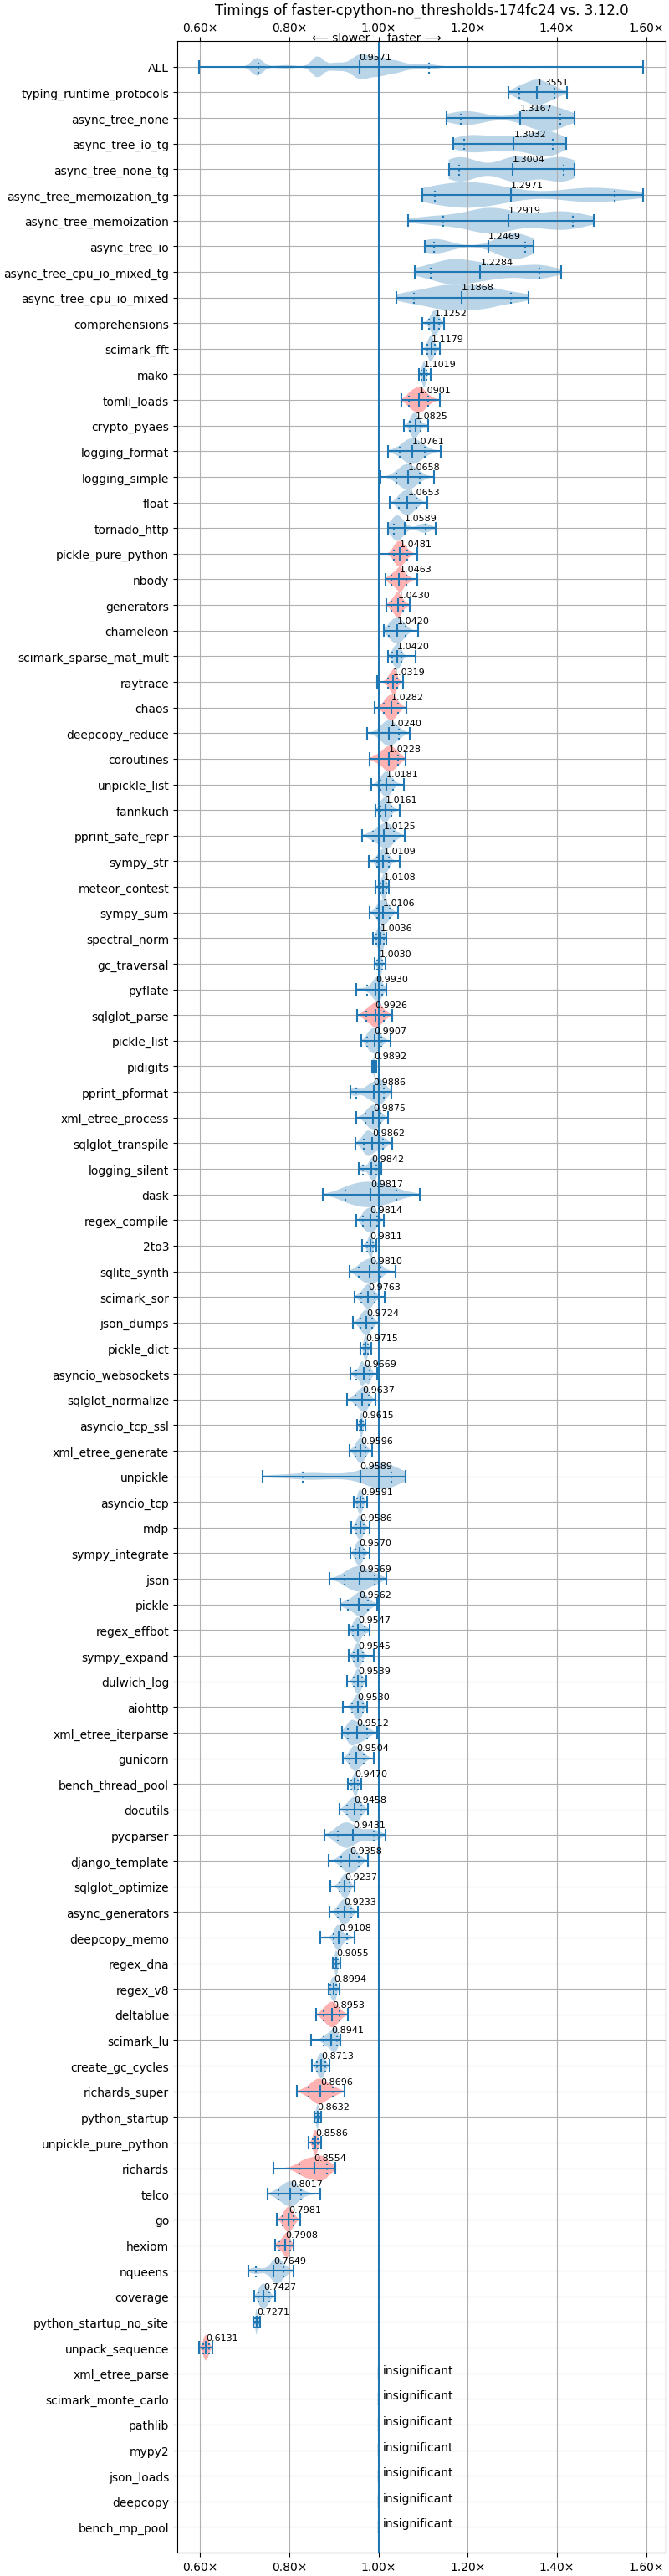 Timings of faster-cpython-no_thresholds-174fc24 vs. 3.12.0
0.60× 0.80× 1.00× 1.20× 1.40× 1.60×
⟵ slower faster ⟶
ALL 0.9571
typing_runtime_protocols 1.3551
async_tree_none 1.3167
async_tree_io_tg 1.3032
async_tree_none_tg 1.3004
async_tree_memoization_tg 1.2971
async_tree_memoization 1.2919
async_tree_io 1.2469
async_tree_cpu_io_mixed_tg 1.2284
async_tree_cpu_io_mixed 1.1868
comprehensions 1.1252
scimark_fft 1.1179
mako 1.1019
tomli_loads 1.0901
crypto_pyaes 1.0825
logging_format 1.0761
logging_simple 1.0658
float 1.0653
tornado_http 1.0589
pickle_pure_python 1.0481
nbody 1.0463
generators 1.0430
chameleon 1.0420
scimark_sparse_mat_mult 1.0420
raytrace 1.0319
chaos 1.0282
deepcopy_reduce 1.0240
coroutines 1.0228
unpickle_list 1.0181
fannkuch 1.0161
pprint_safe_repr 1.0125
sympy_str 1.0109
meteor_contest 1.0108
sympy_sum 1.0106
spectral_norm 1.0036
gc_traversal 1.0030
pyflate 0.9930
sqlglot_parse 0.9926
pickle_list 0.9907
pidigits 0.9892
pprint_pformat 0.9886
xml_etree_process 0.9875
sqlglot_transpile 0.9862
logging_silent 0.9842
dask 0.9817
regex_compile 0.9814
2to3 0.9811
sqlite_synth 0.9810
scimark_sor 0.9763
json_dumps 0.9724
pickle_dict 0.9715
asyncio_websockets 0.9669
sqlglot_normalize 0.9637
asyncio_tcp_ssl 0.9615
xml_etree_generate 0.9596
unpickle 0.9589
asyncio_tcp 0.9591
mdp 0.9586
sympy_integrate 0.9570
json 0.9569
pickle 0.9562
regex_effbot 0.9547
sympy_expand 0.9545
dulwich_log 0.9539
aiohttp 0.9530
xml_etree_iterparse 0.9512
gunicorn 0.9504
bench_thread_pool 0.9470
docutils 0.9458
pycparser 0.9431
django_template 0.9358
sqlglot_optimize 0.9237
async_generators 0.9233
deepcopy_memo 0.9108
regex_dna 0.9055
regex_v8 0.8994
deltablue 0.8953
scimark_lu 0.8941
create_gc_cycles 0.8713
richards_super 0.8696
python_startup 0.8632
unpickle_pure_python 0.8586
richards 0.8554
telco 0.8017
go 0.7981
hexiom 0.7908
nqueens 0.7649
coverage 0.7427
python_startup_no_site 0.7271
unpack_sequence 0.6131
xml_etree_parse insignificant
scimark_monte_carlo insignificant
pathlib insignificant
mypy2 insignificant
json_loads insignificant
deepcopy insignificant
bench_mp_pool insignificant
0.60× 0.80× 1.00× 1.20× 1.40× 1.60×